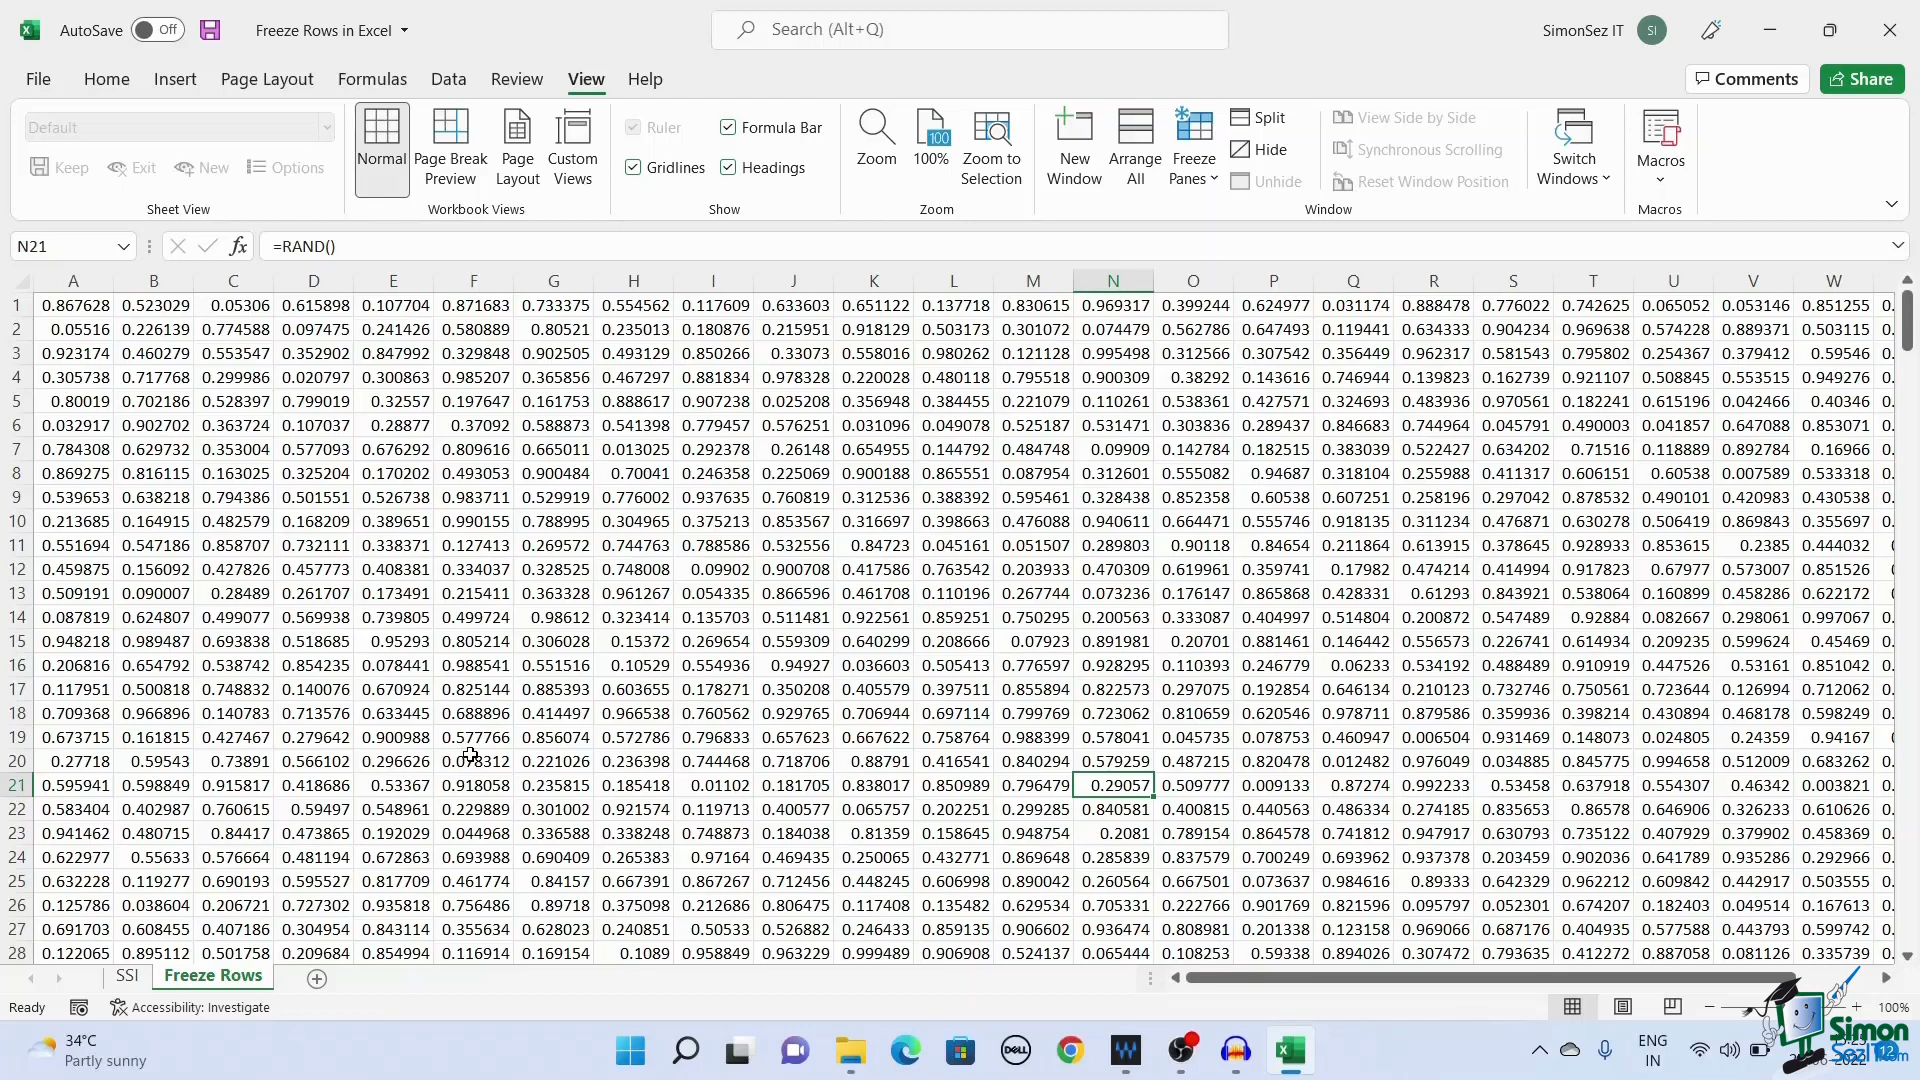 AutoSave Off Freeze Rows in Excel Search (Alt+Q) SimonSez IT SI
File Home Insert Page Layout Formulas Data Review View Help Comments Share
Default
Keep Exit New Options
Sheet View
Normal Page Break Preview Page Layout Custom Views
Workbook Views
Ruler Formula Bar
Gridlines Headings
Show
Zoom 100 100% Zoom to Selection
Zoom
New Window Arrange All Freeze Panes Split Hide Unhide
View Side by Side
Synchronous Scrolling
Reset Window Position
Switch Windows
Window
Macros
Macros
N21 fx =RAND()
A B C D E F G H I J K L M N O P Q R S T U V W
1 0.867628 0.523029 0.05306 0.615898 0.107704 0.871683 0.733375 0.554562 0.117609 0.633603 0.651122 0.137718 0.830615 0.969317 0.399244 0.624977 0.031174 0.888478 0.776022 0.742625 0.065052 0.053146 0.851255 0.
2 0.05516 0.226139 0.774588 0.097475 0.241426 0.580889 0.80521 0.235013 0.180876 0.215951 0.918129 0.503173 0.301072 0.074479 0.562786 0.647493 0.119441 0.634333 0.904234 0.969638 0.574228 0.889371 0.503115 0.
3 0.923174 0.460279 0.553547 0.352902 0.847992 0.329848 0.902505 0.493129 0.850266 0.33073 0.558016 0.980262 0.121128 0.995498 0.312566 0.307542 0.356449 0.962317 0.581543 0.795802 0.254367 0.379412 0.59546 0.
4 0.305738 0.717768 0.299986 0.020797 0.300863 0.985207 0.365856 0.467297 0.881834 0.978328 0.220028 0.480118 0.795518 0.900309 0.38292 0.143616 0.746944 0.139823 0.162739 0.921107 0.508845 0.553515 0.949276 0.
5 0.80019 0.702186 0.528397 0.799019 0.32557 0.197647 0.161753 0.888617 0.907238 0.025208 0.356948 0.384455 0.221079 0.110261 0.538361 0.427571 0.324693 0.483936 0.970561 0.182241 0.615196 0.042466 0.40346 0.
6 0.032917 0.902702 0.363724 0.107037 0.28877 0.37092 0.588873 0.541398 0.779457 0.576251 0.031096 0.049078 0.525187 0.531471 0.303836 0.289437 0.846683 0.744964 0.045791 0.490003 0.041857 0.647088 0.853071 0.
7 0.784308 0.629732 0.353004 0.577093 0.676292 0.809616 0.665011 0.013025 0.292378 0.26148 0.654955 0.144792 0.484748 0.09909 0.142784 0.182515 0.383039 0.522427 0.634202 0.71516 0.118889 0.892784 0.16966 0.
8 0.869275 0.816115 0.163025 0.325204 0.170202 0.493053 0.900484 0.70041 0.246358 0.225069 0.900188 0.865551 0.087954 0.312601 0.555082 0.94687 0.318104 0.255988 0.411317 0.606151 0.60538 0.007589 0.533318 0.
9 0.539653 0.638218 0.794386 0.501551 0.526738 0.983711 0.529919 0.776002 0.937635 0.760819 0.312536 0.388392 0.595461 0.328438 0.852358 0.60538 0.607251 0.258196 0.297042 0.878532 0.490101 0.420983 0.430538 0.
10 0.213685 0.164915 0.482579 0.168209 0.389651 0.990155 0.788995 0.304965 0.375213 0.853567 0.316697 0.398663 0.476088 0.940611 0.664471 0.555746 0.918135 0.311234 0.476871 0.630278 0.506419 0.869843 0.355697 0.
11 0.551694 0.547186 0.858707 0.732111 0.338371 0.127413 0.269572 0.744763 0.788586 0.532556 0.84723 0.045161 0.051507 0.289803 0.90118 0.84654 0.211864 0.613915 0.378645 0.928933 0.853615 0.2385 0.444032
12 0.459875 0.156092 0.427826 0.457773 0.408381 0.334037 0.328525 0.748008 0.09902 0.900708 0.417586 0.763542 0.203933 0.470309 0.619961 0.359741 0.17982 0.474214 0.414994 0.917823 0.67977 0.573007 0.851526 0.
13 0.509191 0.090007 0.28489 0.261707 0.173491 0.215411 0.363328 0.961267 0.054335 0.866596 0.461708 0.110196 0.267744 0.073236 0.176147 0.865868 0.428331 0.61293 0.843921 0.538064 0.160899 0.458286 0.622172 0.
14 0.087819 0.624807 0.499077 0.569938 0.739805 0.499724 0.98612 0.323414 0.135703 0.511481 0.922561 0.859251 0.750295 0.200563 0.333087 0.404997 0.514804 0.200872 0.547489 0.92884 0.082667 0.298061 0.997067 0.
15 0.948218 0.989487 0.693838 0.518685 0.95293 0.805214 0.306028 0.15372 0.269654 0.559309 0.640299 0.208666 0.07923 0.891981 0.20701 0.881461 0.146442 0.556573 0.226741 0.614934 0.209235 0.599624 0.45469 0.
16 0.206816 0.654792 0.538742 0.854235 0.078441 0.988541 0.551516 0.10529 0.554936 0.94927 0.036603 0.505413 0.776597 0.928295 0.110393 0.246779 0.06233 0.534192 0.488489 0.910919 0.447526 0.53161 0.851042 0.
17 0.117951 0.500818 0.748832 0.140076 0.670924 0.825144 0.885393 0.603655 0.178271 0.350208 0.405579 0.397511 0.855894 0.822573 0.297075 0.192854 0.646134 0.210123 0.732746 0.750561 0.723644 0.126994 0.712062 0.
18 0.709368 0.966896 0.140783 0.713576 0.633445 0.688896 0.414497 0.966538 0.760562 0.929765 0.706944 0.697114 0.799769 0.723062 0.810659 0.620546 0.978711 0.879586 0.359936 0.398214 0.430894 0.468178 0.598249 0.
19 0.673715 0.161815 0.427467 0.279642 0.900988 0.577766 0.856074 0.572786 0.796833 0.657623 0.667622 0.758764 0.988399 0.578041 0.045735 0.078753 0.460947 0.006504 0.931469 0.148073 0.024805 0.24359 0.94167
20 0.27718 0.59543 0.73891 0.566102 0.296626 0.221026 0.236398 0.744468 0.718706 0.88791 0.416541 0.840294 0.579259 0.487215 0.820478 0.012482 0.976049 0.034885 0.845775 0.994658 0.512009 0.683262 0.
21 0.595941 0.598849 0.915817 0.418686 0.53367 0.918058 0.235815 0.185418 0.01102 0.181705 0.838017 0.850989 0.796479 0.29057 0.509777 0.009133 0.87274 0.992233 0.53458 0.637918 0.554307 0.46342 0.003821 0.
22 0.583404 0.402987 0.760615 0.59497 0.548961 0.229889 0.301002 0.921574 0.119713 0.400577 0.065757 0.202251 0.299285 0.840581 0.400815 0.440563 0.486334 0.274185 0.835653 0.86578 0.646906 0.326233 0.610626 0.
23 0.941462 0.480715 0.84417 0.473865 0.192029 0.044968 0.336588 0.338248 0.748873 0.184038 0.81359 0.158645 0.948754 0.2081 0.789154 0.864578 0.741812 0.947917 0.630793 0.735122 0.407929 0.379902 0.458369 0.
24 0.622977 0.55633 0.576664 0.481194 0.672863 0.693988 0.690409 0.265383 0.97164 0.469435 0.250065 0.432771 0.869648 0.285839 0.837579 0.700249 0.693962 0.937378 0.203459 0.902036 0.641789 0.935286 0.292966 0.
25 0.632228 0.119277 0.690193 0.595527 0.817709 0.461774 0.84157 0.667391 0.867267 0.712456 0.448245 0.606998 0.890042 0.260564 0.667501 0.073637 0.984616 0.89333 0.642329 0.962212 0.609842 0.442917 0.503555 0.
26 0.125786 0.038604 0.206721 0.727302 0.935818 0.756486 0.89718 0.375098 0.212686 0.806475 0.117408 0.135482 0.629534 0.705331 0.222766 0.901769 0.821596 0.095797 0.052301 0.674207 0.182403 0.049514 0.167613 0.
27 0.691703 0.608455 0.407186 0.304954 0.843114 0.355634 0.628023 0.240851 0.50533 0.526882 0.246433 0.859135 0.906602 0.936474 0.808981 0.201338 0.123158 0.969066 0.687176 0.404935 0.577588 0.443793 0.599742 0.
28 0.122065 0.895112 0.501758 0.209684 0.854994 0.116914 0.169154 0.1089 0.958849 0.963229 0.999489 0.906908 0.524137 0.065444 0.108253 0.59338 0.894026 0.307472 0.793635 0.412272 0.887058 0.081126 0.335739 0.
SSI Freeze Rows
Ready Accessibility: Investigate 100%
34°C
Partly sunny
DELL
ENG
IN
Simon